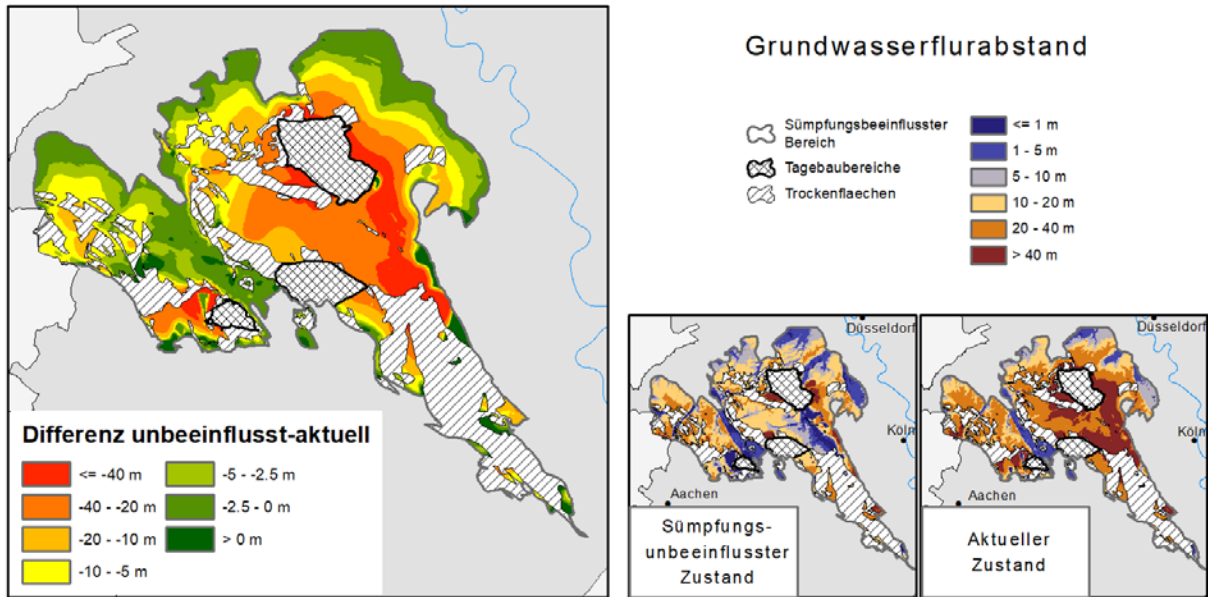 Differenz unbeeinflusst-aktuell
<= -40 m
-40 - -20 m
-20 - -10 m
-10 - -5 m
-5 - -2.5 m
-2.5 - 0 m
> 0 m
Grundwasserflurabstand
Sümpfungsbeeinflusster
Bereich
Tagebaubereiche
Trockenflaechen
<= 1 m
1 - 5 m
5 - 10 m
10 - 20 m
20 - 40 m
> 40 m
Düsseldorf
Köln
Aachen
Sümpfungs-
unbeeinflusster
Zustand
Düsseldorf
Köln
Aachen
Aktueller
Zustand